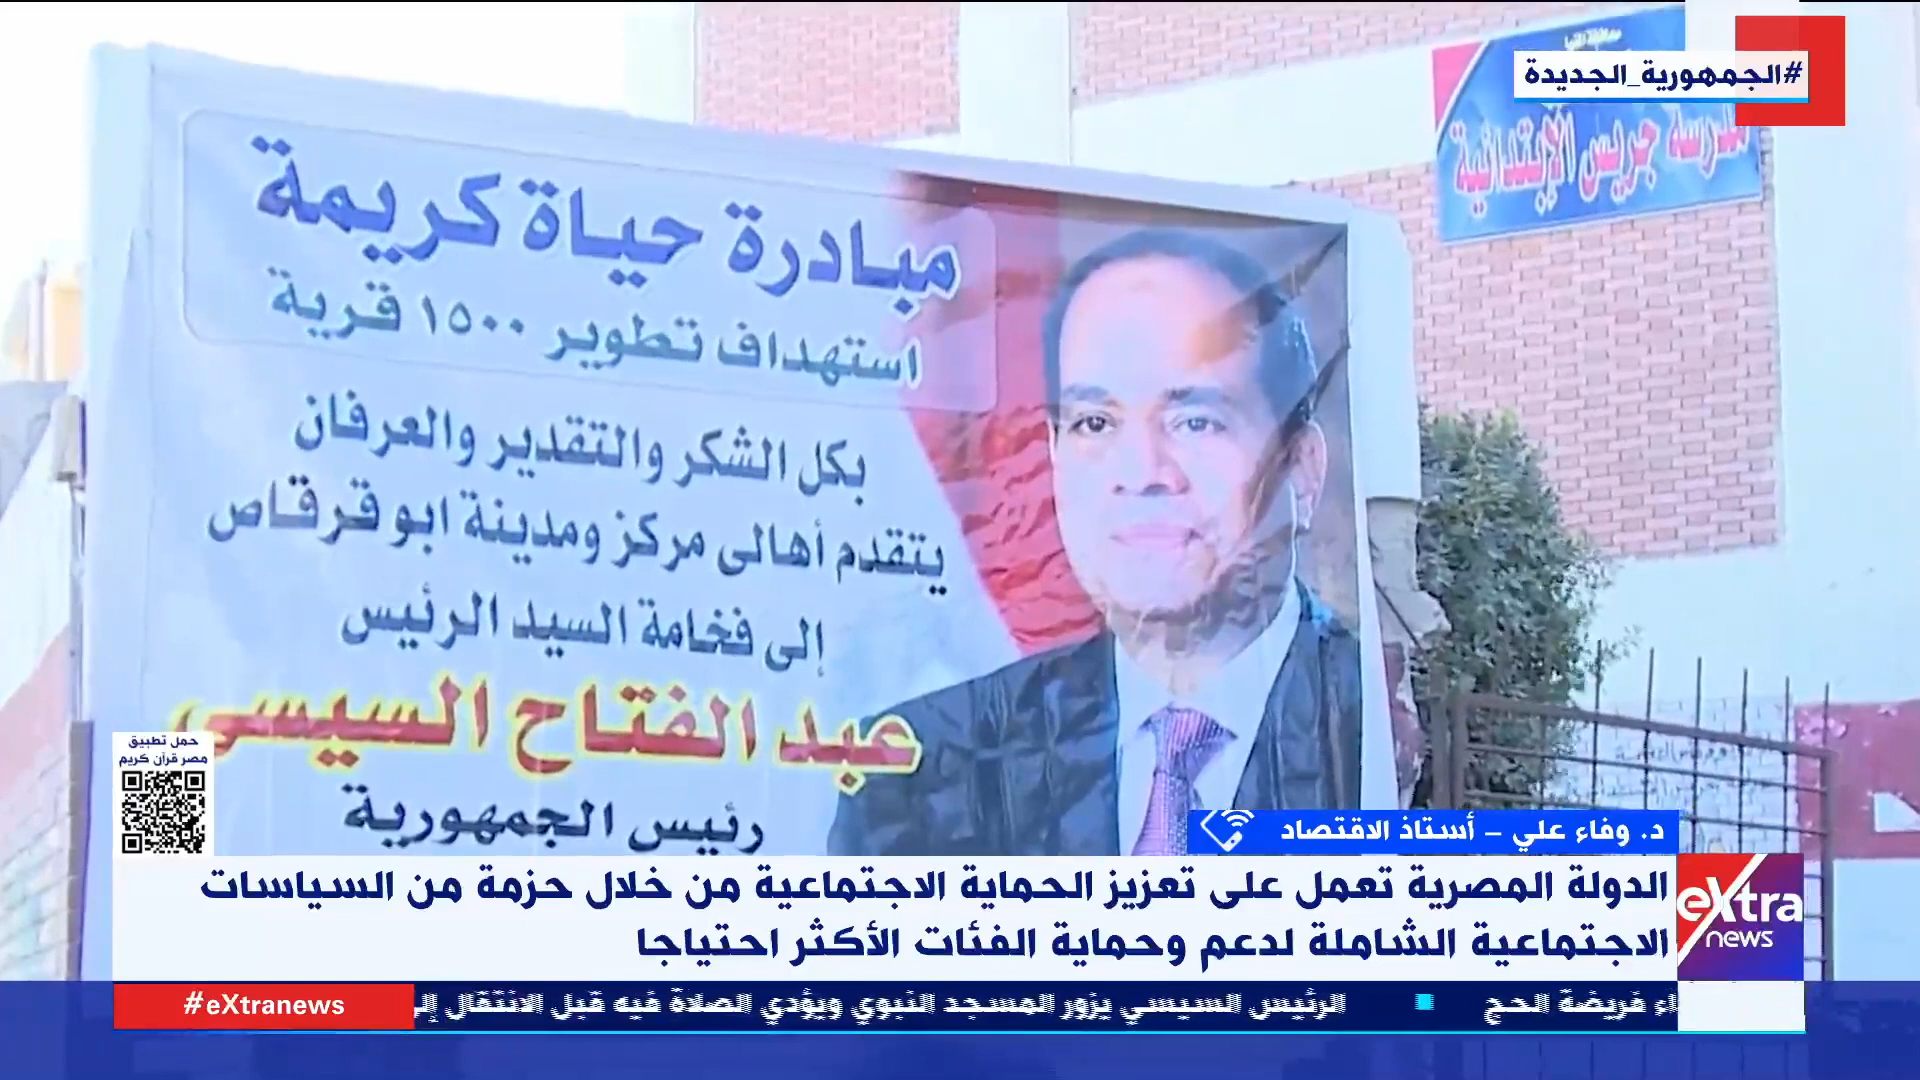 #الجمهورية_الجديدة
مدرسة جريس الإبتدائية
مبادرة حياة كريمة
استهداف تطوير ١٥٠٠ قرية
بكل الشكر والتقدير والعرفان
يتقدم أهالى مركز ومدينة ابو قرقاص
إلى فخامة السيد الرئيس
عبد الفتاح السيسى
رئيس الجمهورية
حمل تطبيق
مصر قرآن كريم
د. وفاء علي – أستاذ الاقتصاد
الدولة المصرية تعمل على تعزيز الحماية الاجتماعية من خلال حزمة من السياسات
الاجتماعية الشاملة لدعم وحماية الفئات الأكثر احتياجا
eXtra
news
فريضة الحج ■ الرئيس السيسي يزور المسجد النبوي ويؤدي الصلاة فيه قبل الانتقال
#eXtranews